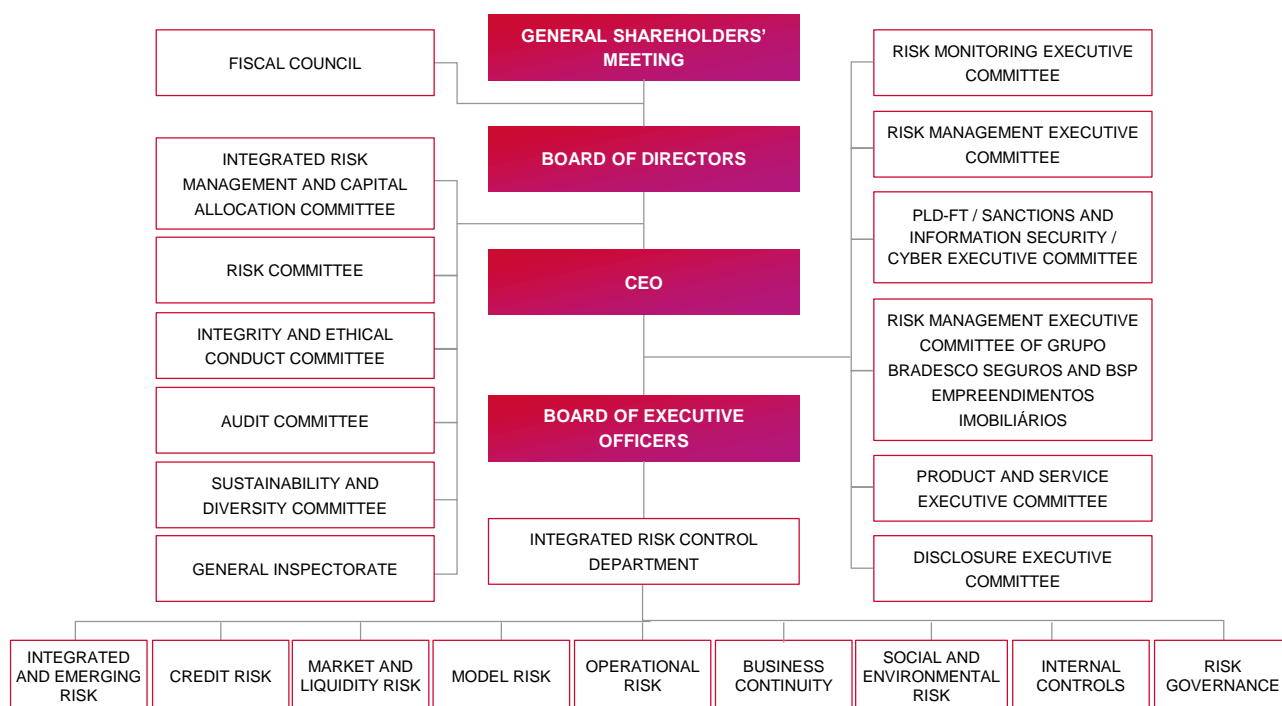 GENERAL SHAREHOLDERS’
MEETING
FISCAL COUNCIL
BOARD OF DIRECTORS
INTEGRATED RISK
MANAGEMENT AND CAPITAL
ALLOCATION COMMITTEE
RISK COMMITTEE
INTEGRITY AND ETHICAL
CONDUCT COMMITTEE
AUDIT COMMITTEE
SUSTAINABILITY AND
DIVERSITY COMMITTEE
GENERAL INSPECTORATE
CEO
RISK MONITORING EXECUTIVE
COMMITTEE
RISK MANAGEMENT EXECUTIVE
COMMITTEE
PLD-FT / SANCTIONS AND
INFORMATION SECURITY /
CYBER EXECUTIVE COMMITTEE
RISK MANAGEMENT EXECUTIVE
COMMITTEE OF GRUPO
BRADESCO SEGUROS AND BSP
EMPREENDIMENTOS
IMOBILIÁRIOS
PRODUCT AND SERVICE
EXECUTIVE COMMITTEE
DISCLOSURE EXECUTIVE
COMMITTEE
BOARD OF EXECUTIVE
OFFICERS
INTEGRATED RISK CONTROL
DEPARTMENT
INTEGRATED
AND EMERGING
RISK
CREDIT RISK
MARKET AND
LIQUIDITY RISK
MODEL RISK
OPERATIONAL
RISK
BUSINESS
CONTINUITY
SOCIAL AND
ENVIRONMENTAL
RISK
INTERNAL
CONTROLS
RISK
GOVERNANCE